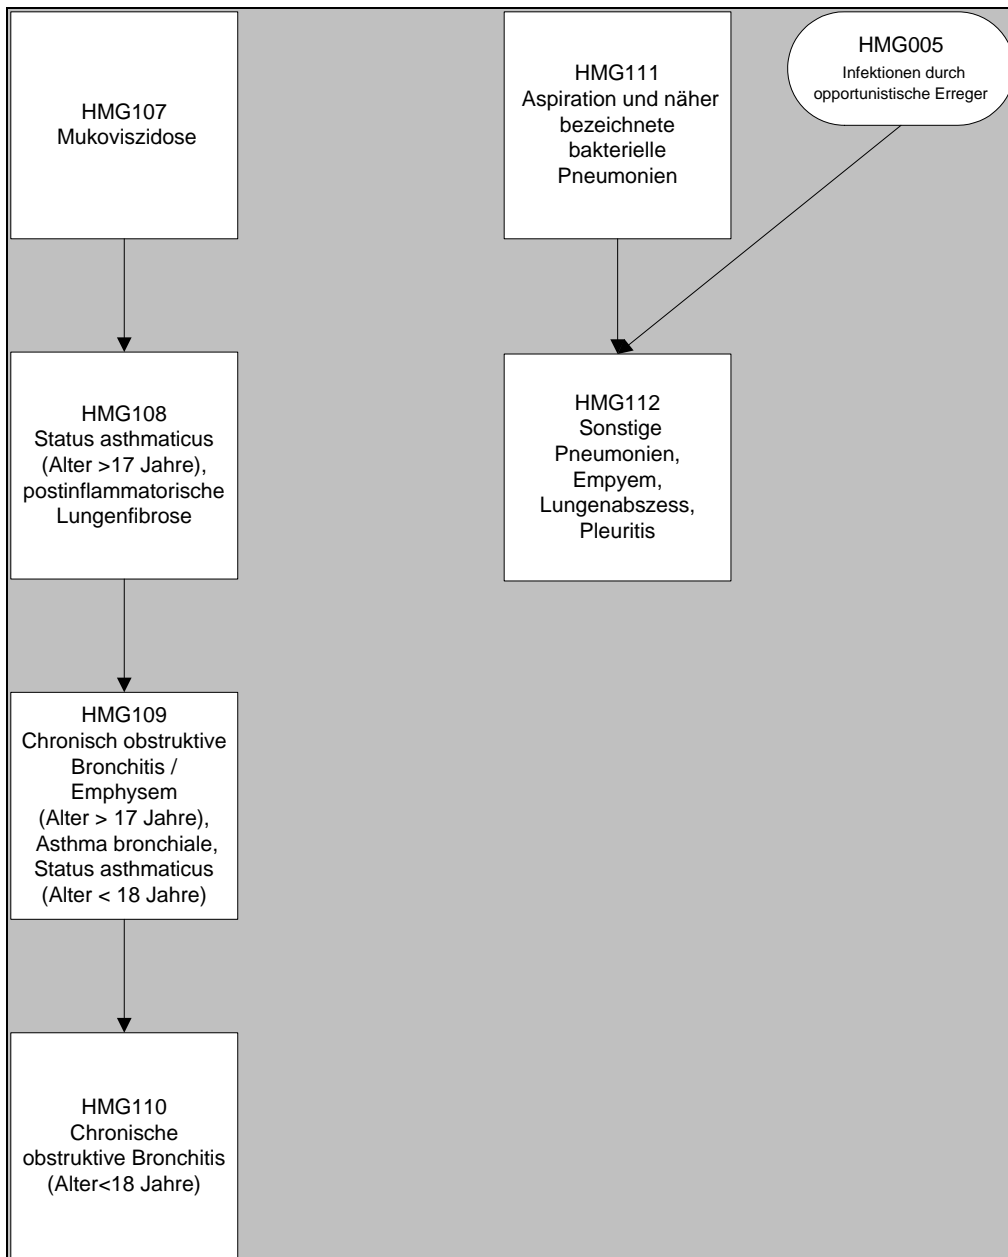 HMG107
Mukoviszidose
HMG108
Status asthmaticus
(Alter >17 Jahre),
postinflammatorische
Lungenfibrose
HMG109
Chronisch obstruktive
Bronchitis /
Emphysem
(Alter > 17 Jahre),
Asthma bronchiale,
Status asthmaticus
(Alter < 18 Jahre)
HMG110
Chronische
obstruktive Bronchitis
(Alter<18 Jahre)
HMG111
Aspiration und näher
bezeichnete
bakterielle
Pneumonien
HMG005
Infektionen durch
opportunistische Erreger
HMG112
Sonstige
Pneumonien,
Empyem,
Lungenabszess,
Pleuritis